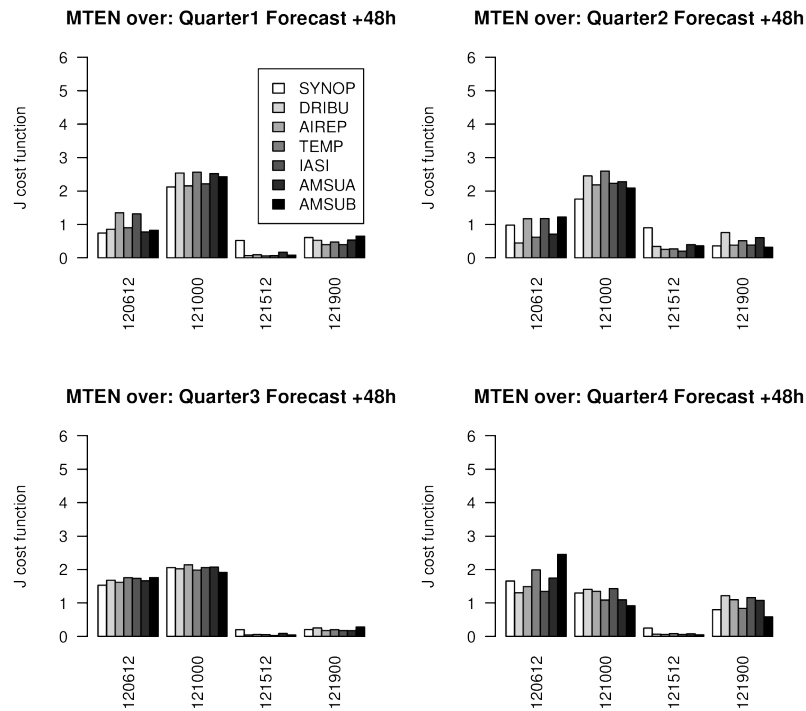 MTEN over: Quarter1 Forecast +48h
J cost function
6
5
4
3
2
1
0
SYNOP
DRIBU
AIREP
TEMP
IASI
AMSUA
AMSUB
120612
121000
121512
121900
MTEN over: Quarter2 Forecast +48h
J cost function
6
5
4
3
2
1
0
120612
121000
121512
121900
MTEN over: Quarter3 Forecast +48h
J cost function
6
5
4
3
2
1
0
120612
121000
121512
121900
MTEN over: Quarter4 Forecast +48h
J cost function
6
5
4
3
2
1
0
120612
121000
121512
121900